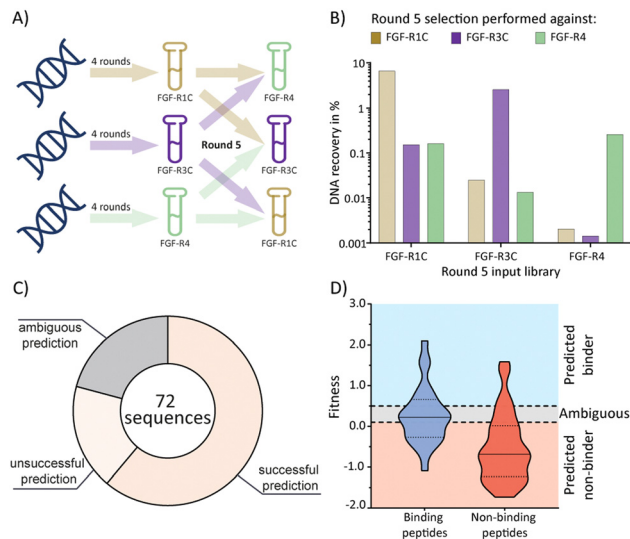 A)
4 rounds
FGF-R1C
FGF-R4
4 rounds
FGF-R3C
Round 5
FGF-R3C
4 rounds
FGF-R4
FGF-R1C
B)
Round 5 selection performed against:
FGF-R1C
FGF-R3C
FGF-R4
DNA recovery in %
10
1
0.1
0.01
0.001
FGF-R1C
FGF-R3C
FGF-R4
Round 5 input library
C)
ambiguous
prediction
72
sequences
unsuccessful
prediction
successful
prediction
D)
Fitness
3.0
2.0
1.0
0.0
-1.0
-2.0
Predicted
binder
Ambiguous
Predicted
non-binder
Binding
peptides
Non-binding
peptides